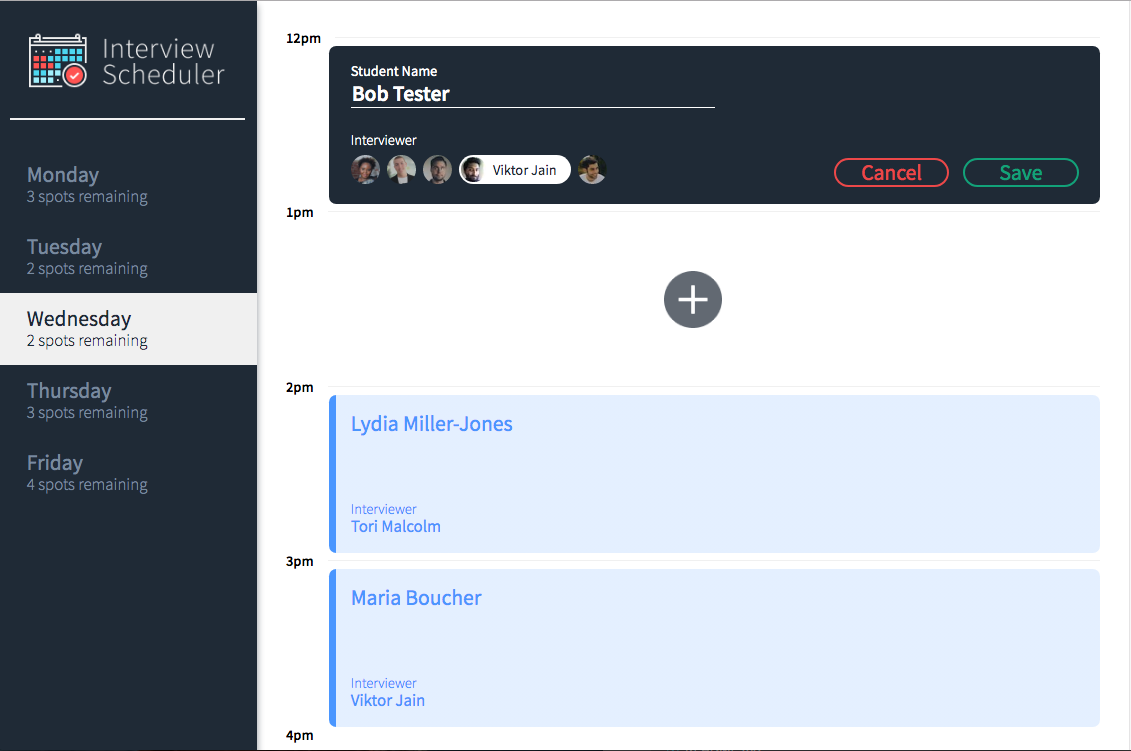 Interview
Scheduler
Monday
3 spots remaining
Tuesday
2 spots remaining
Wednesday
2 spots remaining
Thursday
3 spots remaining
Friday
4 spots remaining
12pm
Student Name
Bob Tester
Interviewer
Viktor Jain
Cancel
Save
1pm
2pm
Lydia Miller-Jones
Interviewer
Tori Malcolm
3pm
Maria Boucher
Interviewer
Viktor Jain
4pm